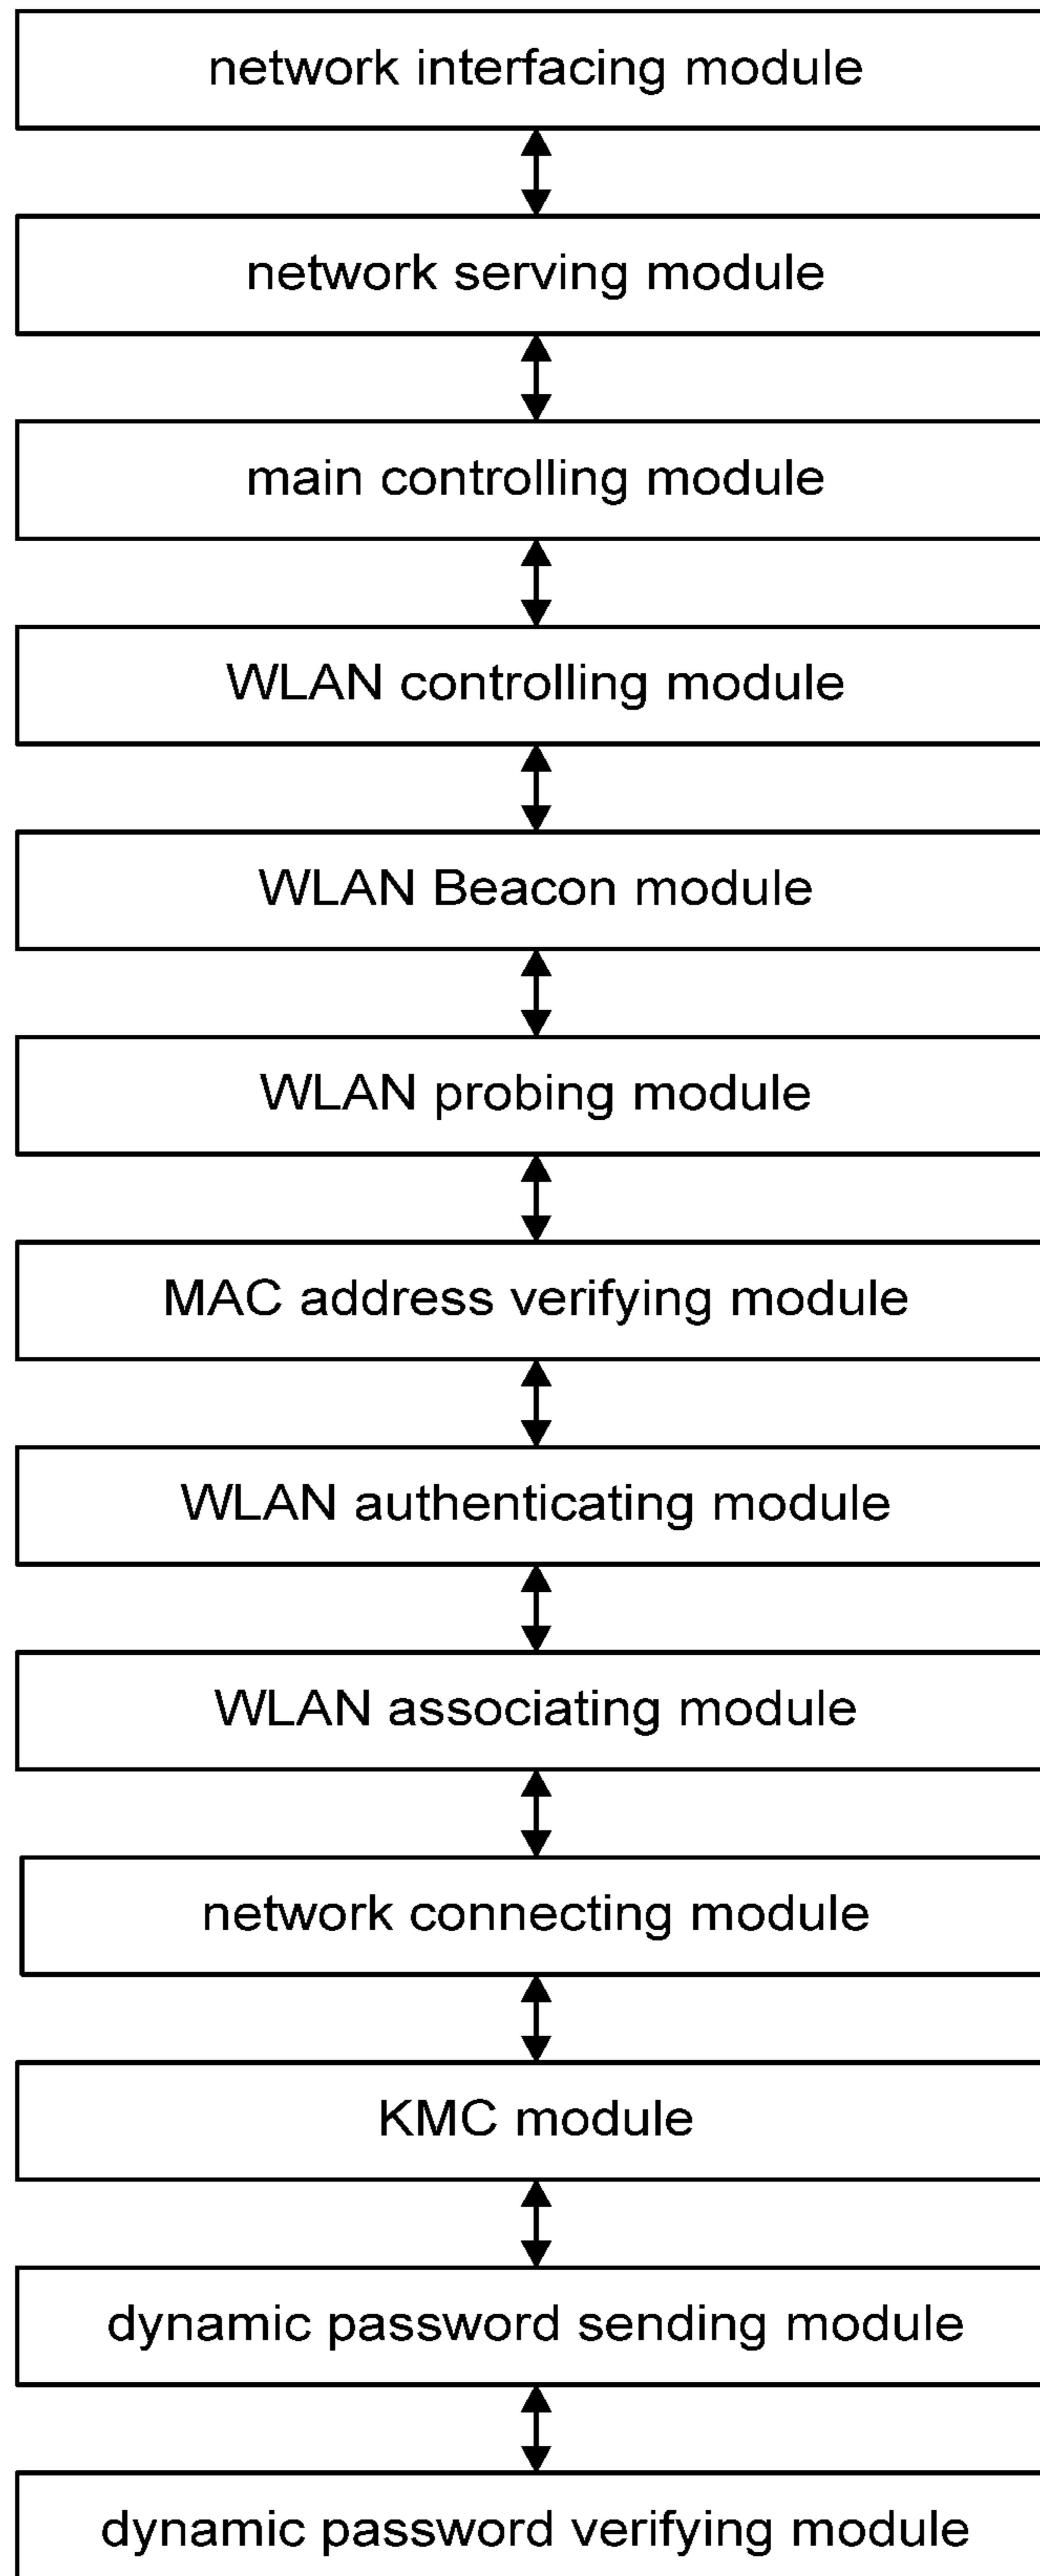 network interfacing module
network serving module
main controlling module
WLAN controlling module
WLAN Beacon module
WLAN probing module
MAC address verifying module
WLAN authenticating module
WLAN associating module
network connecting module
KMC module
dynamic password sending module
dynamic password verifying module